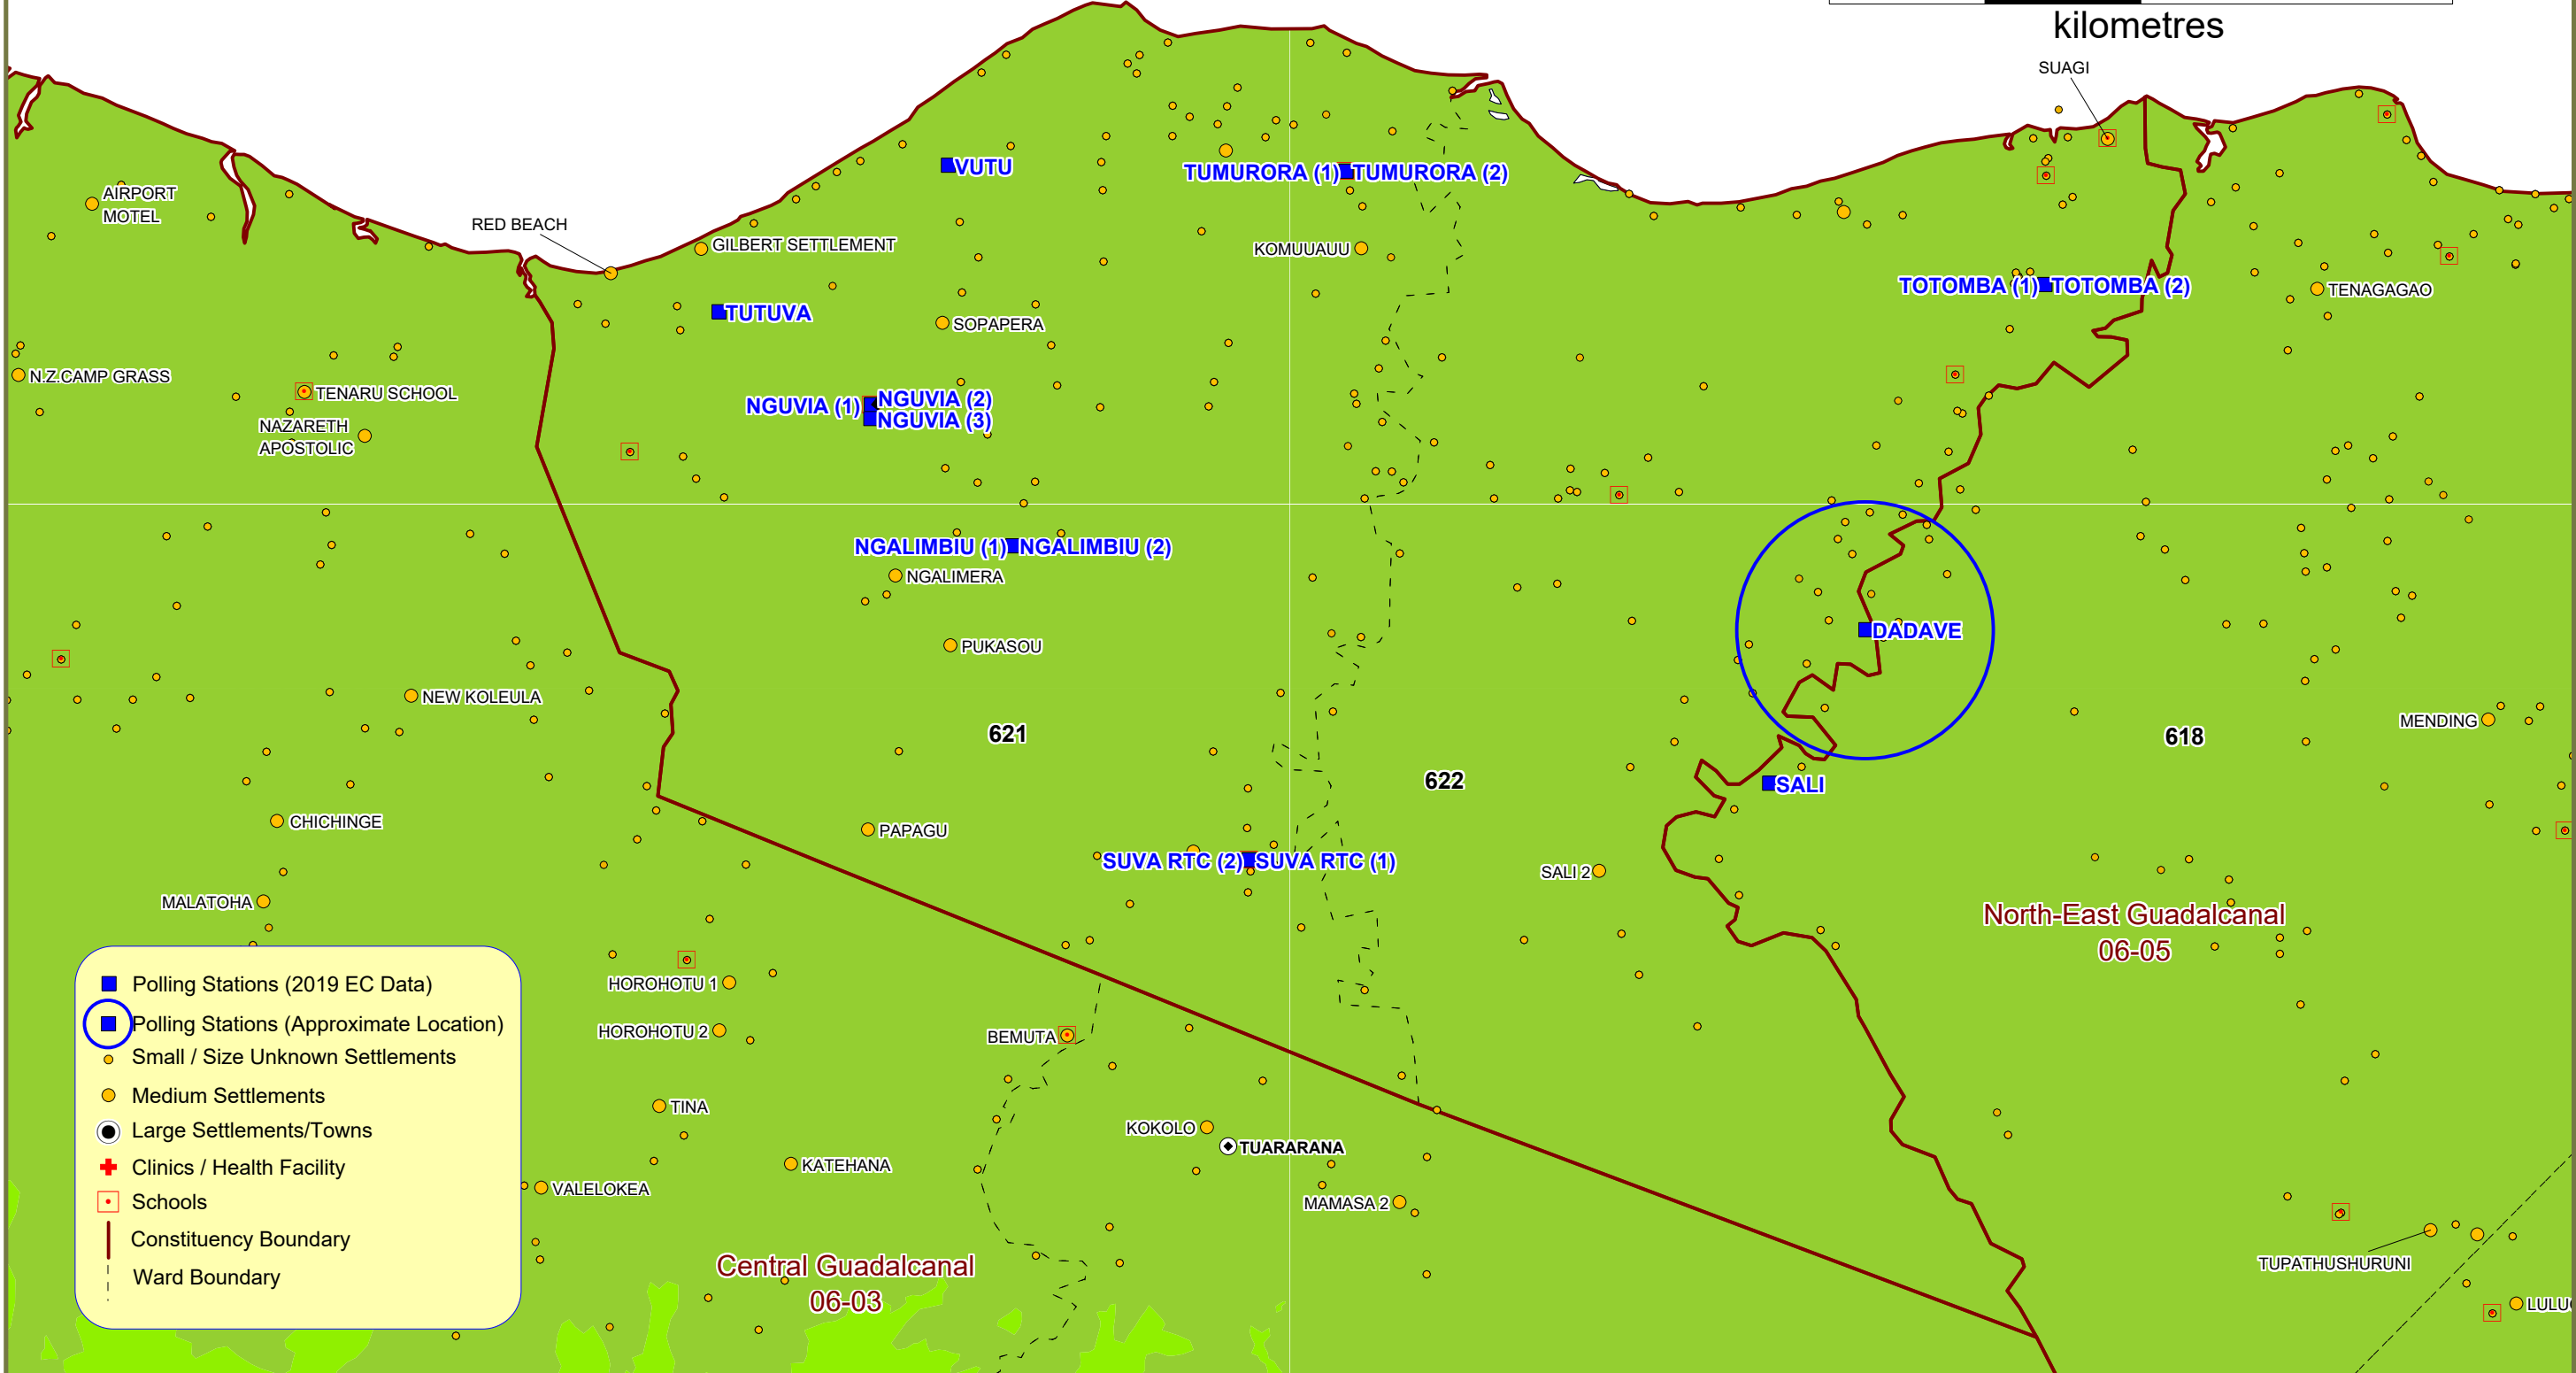 kilometres
SUAGI
AIRPORT
MOTEL
RED BEACH
GILBERT SETTLEMENT
VUTU
TUMURORA (1)
TUMURORA (2)
KOMUUAUU
TUTUVA
SOPAPERA
TOTOMBA (1)
TOTOMBA (2)
TENAGAGAO
N.Z.CAMP GRASS
TENARU SCHOOL
NAZARETH
APOSTOLIC
NGUVIA (1)
NGUVIA (2)
NGUVIA (3)
NGALIMBIU (1)
NGALIMBIU (2)
NGALIMERA
PUKASOU
DADAVE
NEW KOLEULA
621
622
618
MENDING
SALI
CHICHINGE
PAPAGU
SUVA RTC (2)
SUVA RTC (1)
SALI 2
MALATOHA
North-East Guadalcanal
06-05
HOROHOTU 1
HOROHOTU 2
BEMUTA
TINA
KOKOLO
TUARARANA
KATEHANA
VALELOKEA
MAMASA 2
TUPATHUSHURUNI
Central Guadalcanal
06-03
Polling Stations (2019 EC Data)
Polling Stations (Approximate Location)
Small / Size Unknown Settlements
Medium Settlements
Large Settlements/Towns
Clinics / Health Facility
Schools
Constituency Boundary
Ward Boundary